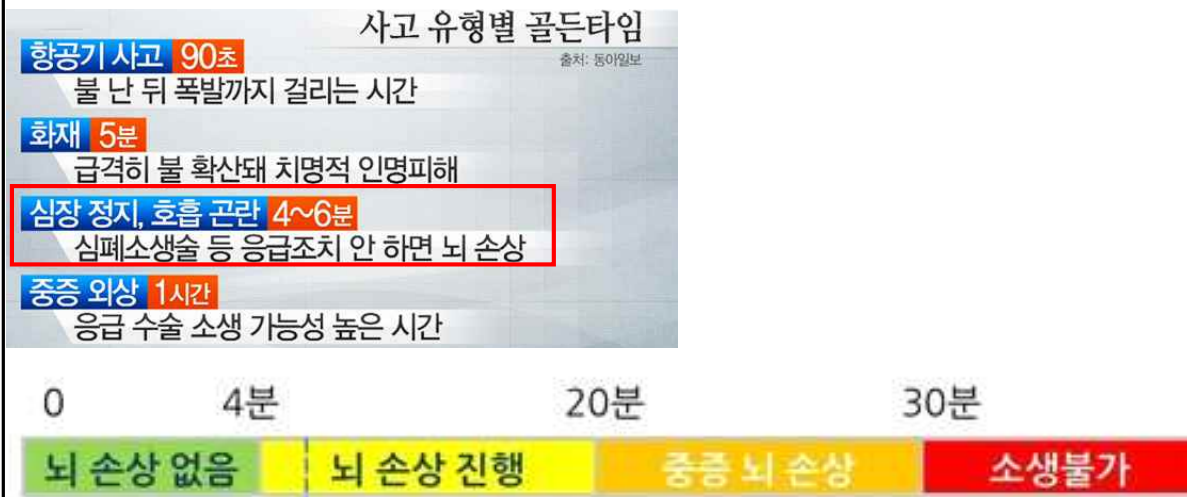 사고 유형별 골든타임
출처: 동아일보
항공기 사고 90초
불 난 뒤 폭발까지 걸리는 시간
화재 5분
급격히 불 확산돼 치명적 인명피해
심장 정지, 호흡 곤란 4~6분
심폐소생술 등 응급조치 안 하면 뇌 손상
중증 외상 1시간
응급 수술 소생 가능성 높은 시간
0 4분 20분 30분
뇌 손상 없음 뇌 손상 진행 중증 뇌 손상 소생불가